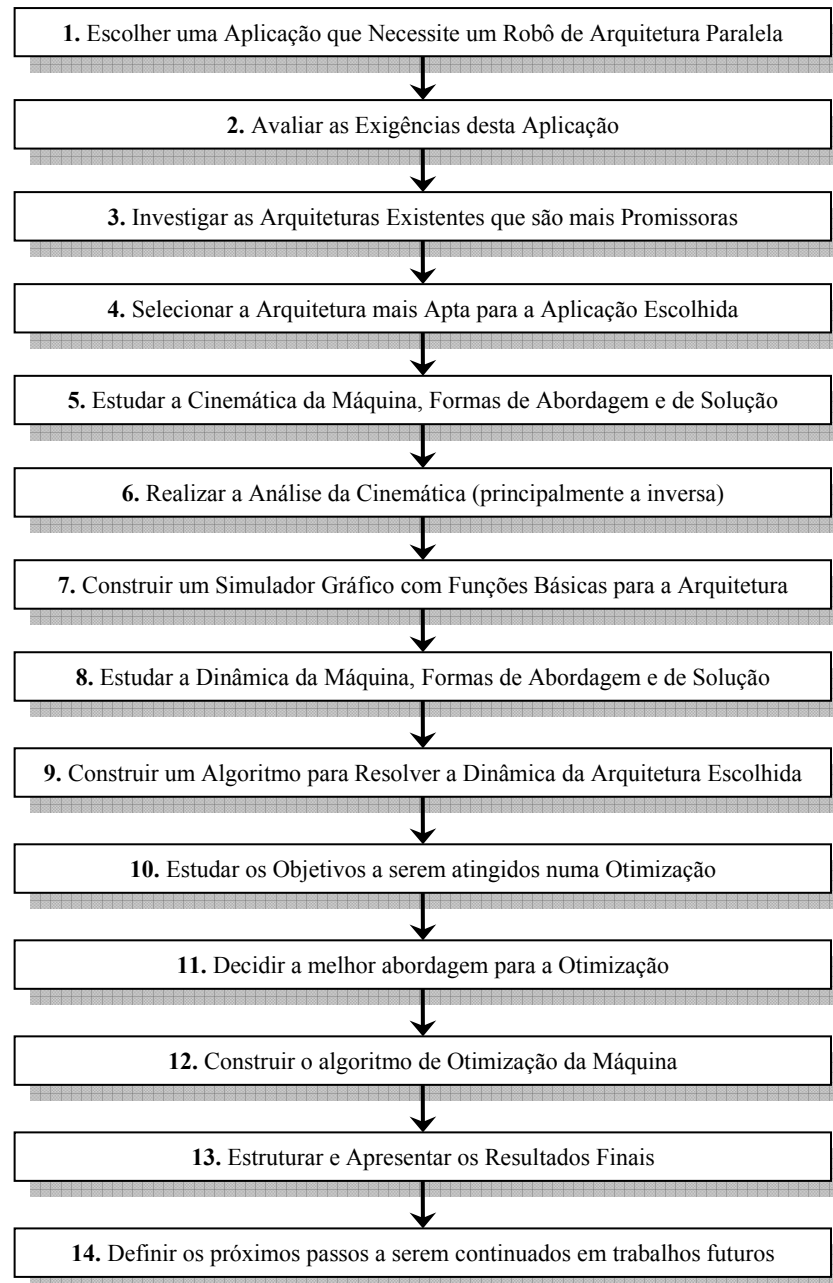 1. Escolher uma Aplicação que Necessite um Robô de Arquitetura Paralela
2. Avaliar as Exigências desta Aplicação
3. Investigar as Arquiteturas Existentes que são mais Promissoras
4. Selecionar a Arquitetura mais Apta para a Aplicação Escolhida
5. Estudar a Cinemática da Máquina, Formas de Abordagem e de Solução
6. Realizar a Análise da Cinemática (principalmente a inversa)
7. Construir um Simulador Gráfico com Funções Básicas para a Arquitetura
8. Estudar a Dinâmica da Máquina, Formas de Abordagem e de Solução
9. Construir um Algoritmo para Resolver a Dinâmica da Arquitetura Escolhida
10. Estudar os Objetivos a serem atingidos numa Otimização
11. Decidir a melhor abordagem para a Otimização
12. Construir o algoritmo de Otimização da Máquina
13. Estruturar e Apresentar os Resultados Finais
14. Definir os próximos passos a serem continuados em trabalhos futuros